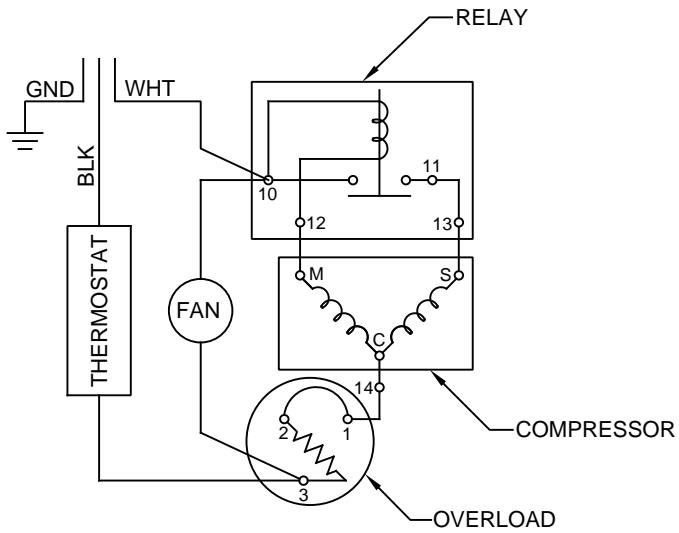 RELAY
GND
WHT
BLK
10
11
12
13
THERMOSTAT
FAN
M
S
C
14
2
1
3
COMPRESSOR
OVERLOAD